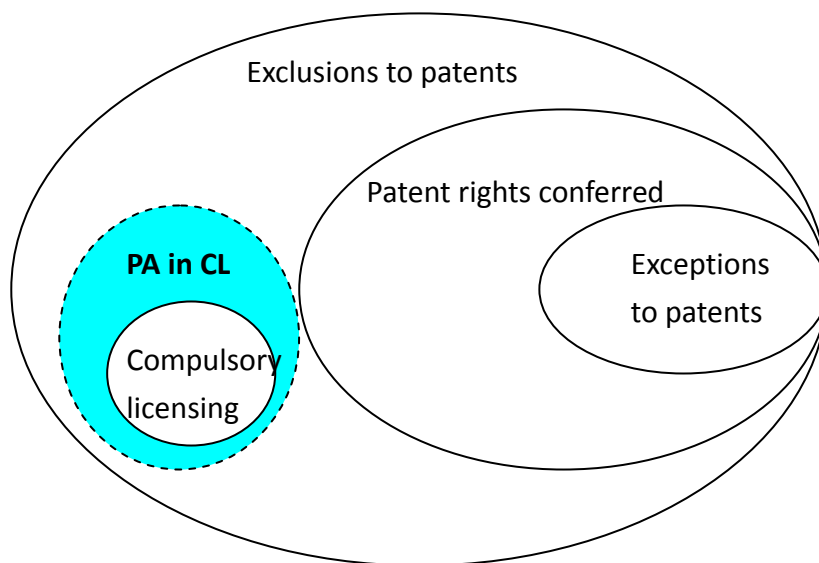 Exclusions to patents
Patent rights conferred
PA in CL
Exceptions
to patents
Compulsory
licensing